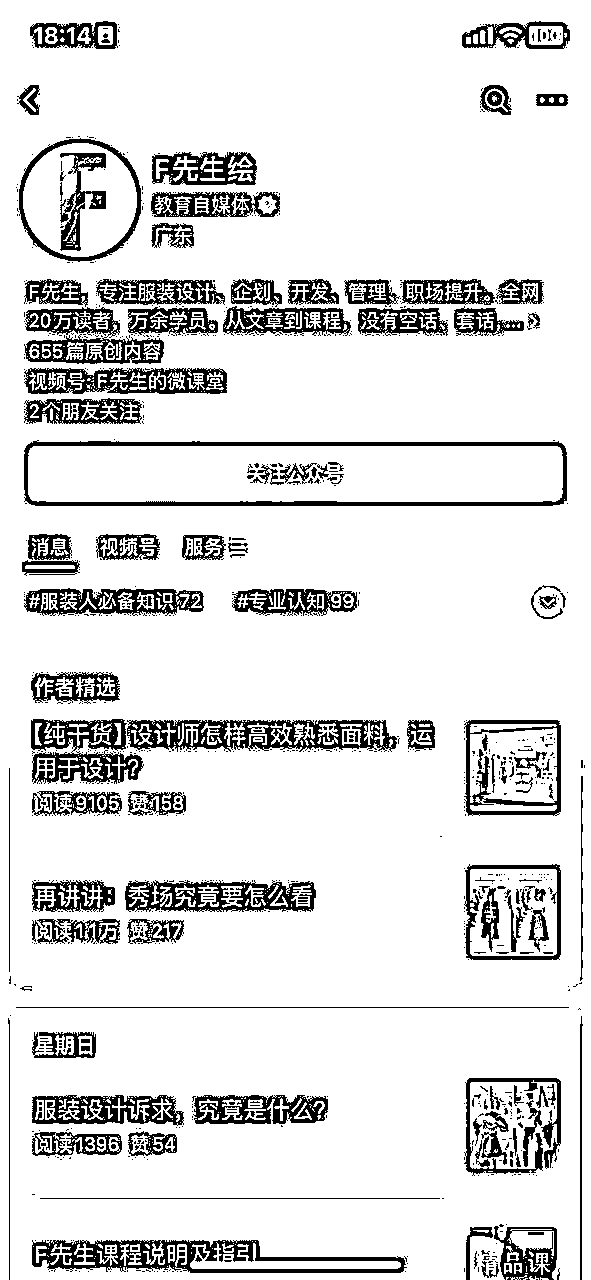 18:14
100
F先生绘
教育自媒体
广东
F先生，专注服装设计、企划、开发、管理、职场提升。全网
20万读者，万余学员。从文章到课程，没有空话、套话,...
655篇原创内容
视频号: F先生的微课堂
2个朋友关注
关注公众号
消息 视频号 服务
#服装人必备知识 72 #专业认知 99
作者精选
【纯干货】设计师怎样高效熟悉面料，运
用于设计？
阅读9105 赞158
再讲讲：秀场究竟要怎么看
阅读1.1万 赞217
星期日
服装设计诉求，究竟是什么？
阅读1396 赞54
F先生课程说明及指引
精品课